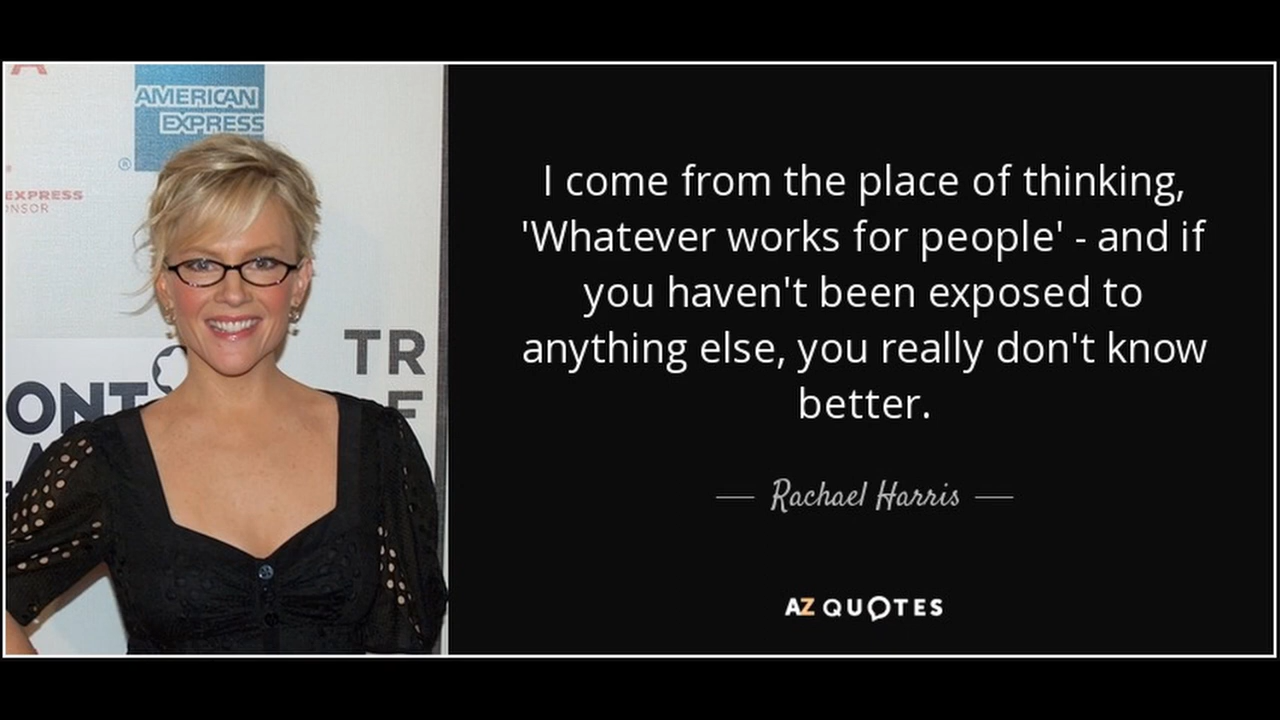 AMERICAN
EXPRESS
®
EXPRESS
TR
ONT
I come from the place of thinking,
'Whatever works for people' - and if
you haven't been exposed to
anything else, you really don't know
better.
Rachael Harris
AZ QUOTES